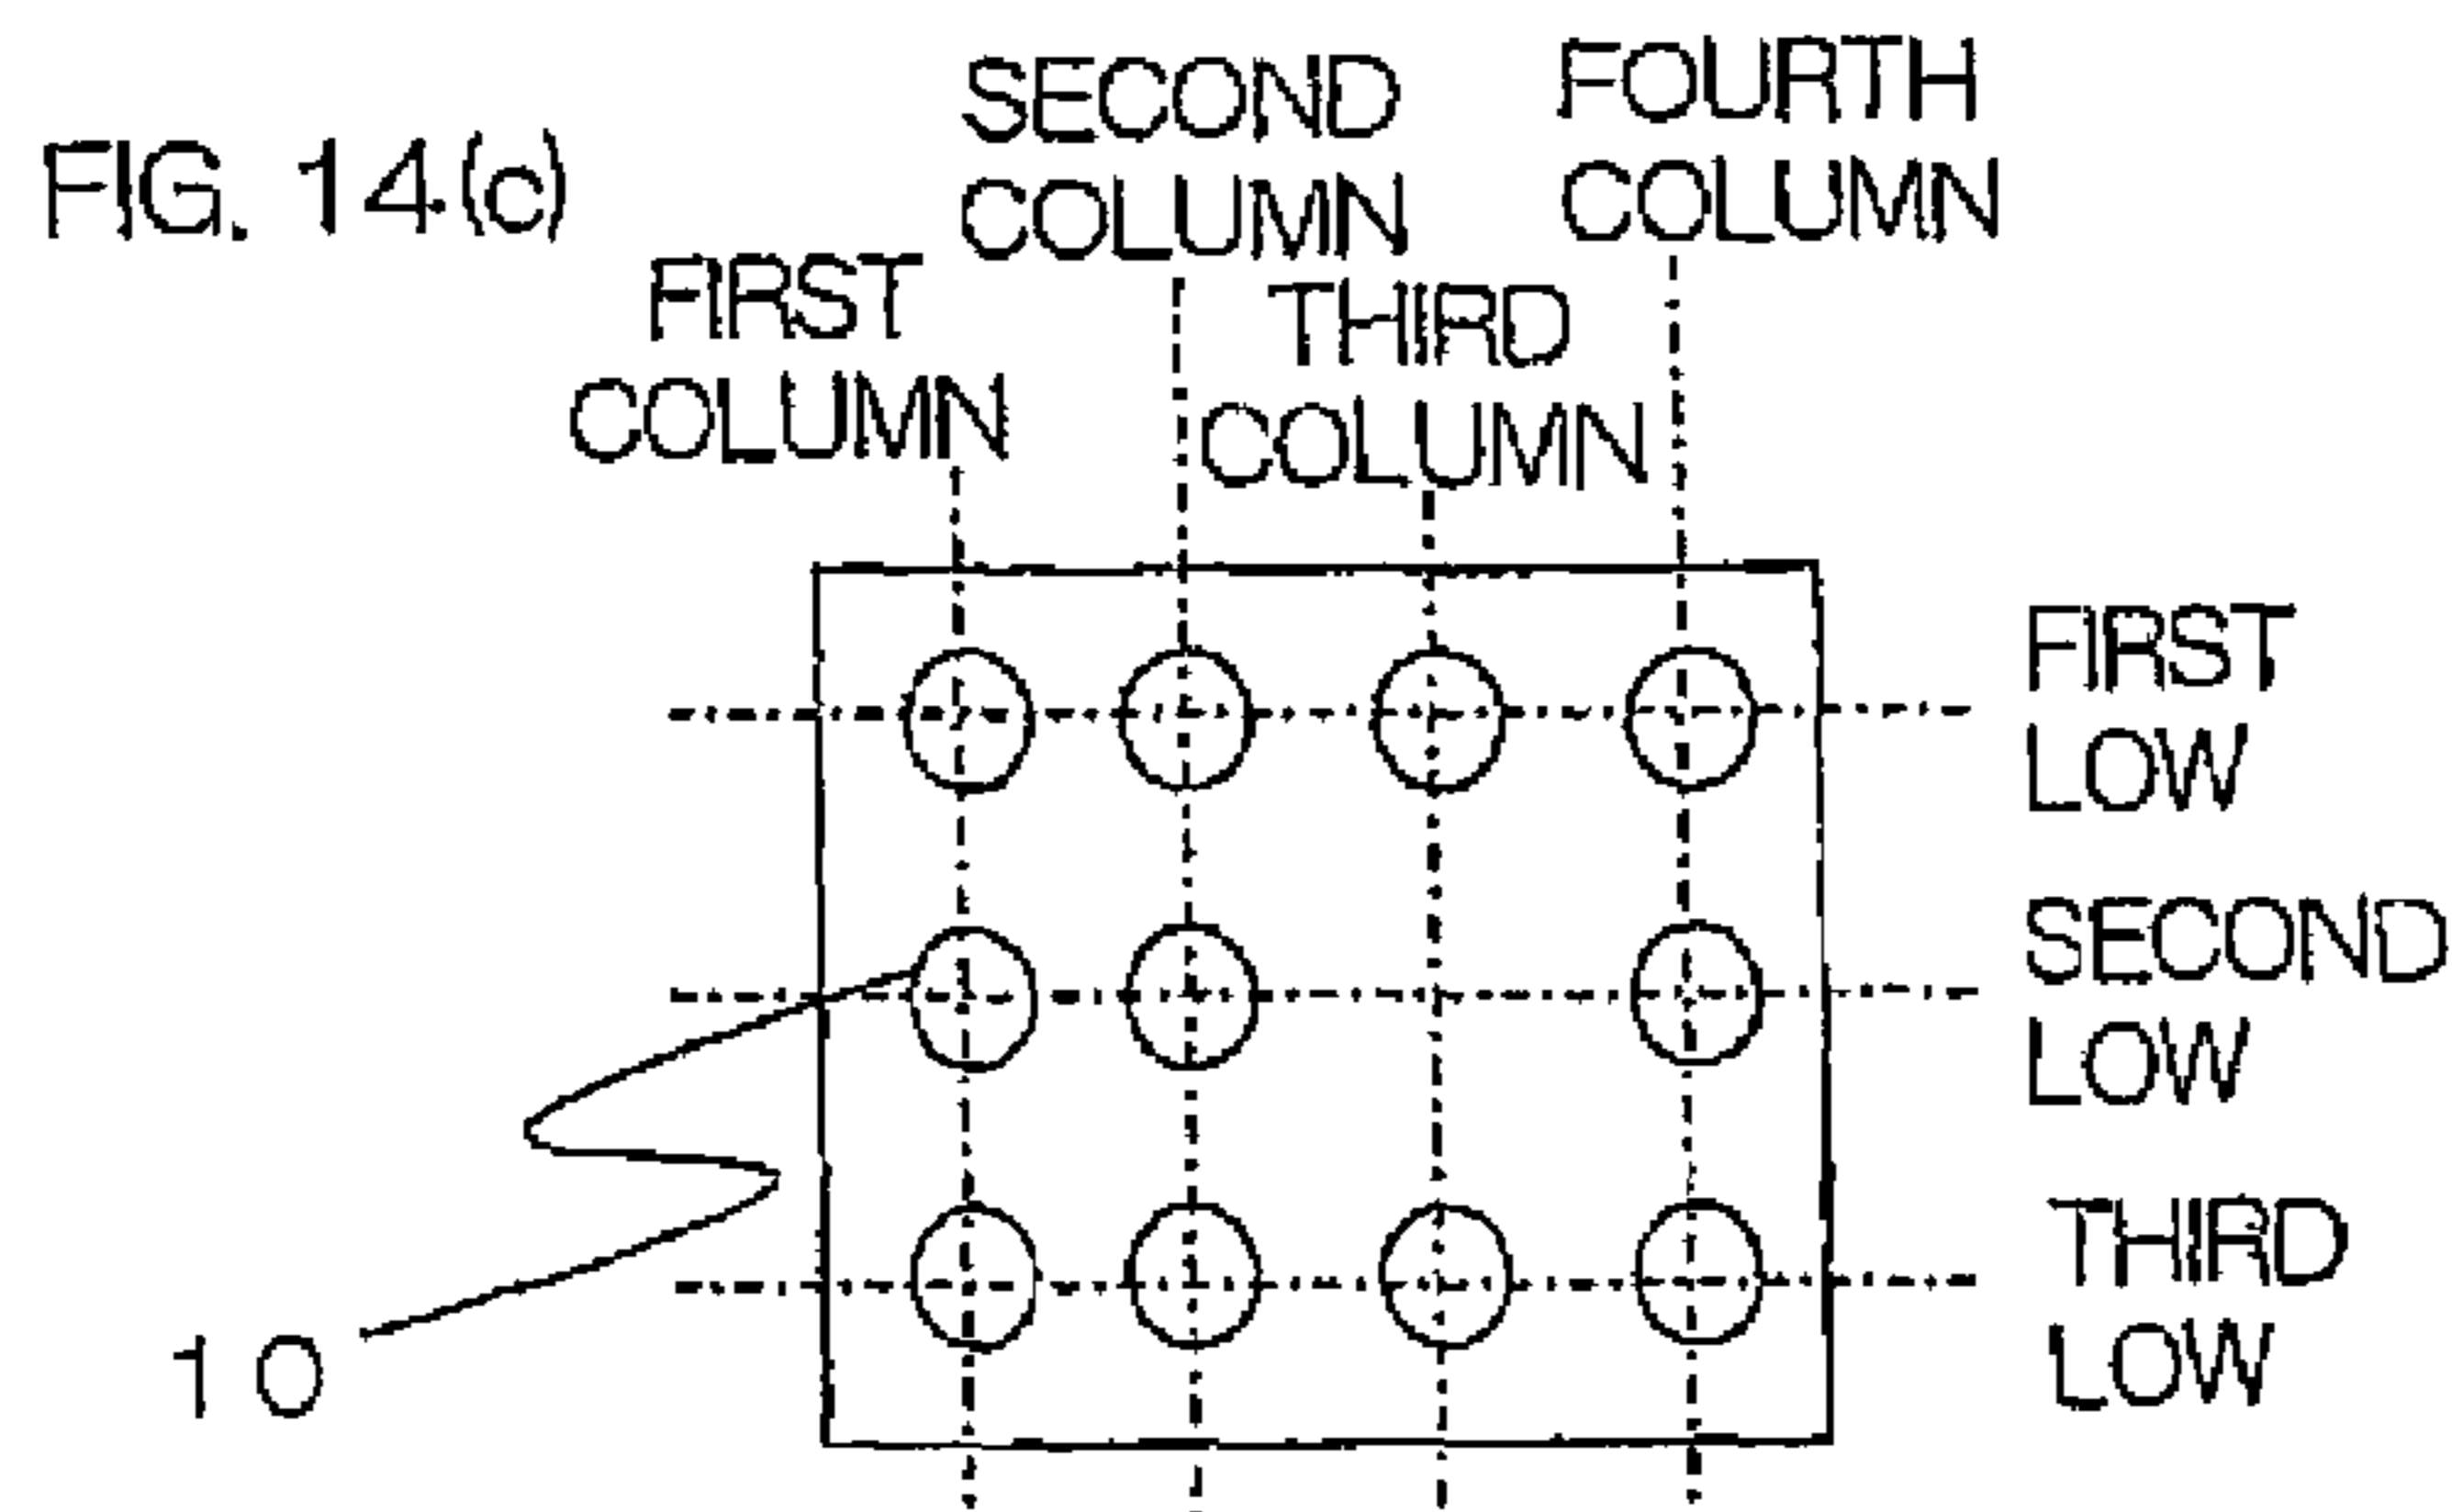 FIG. 14(c)
FIRST
COLUMN
SECOND
COLUMN
THIRD
COLUMN
FOURTH
COLUMN
FIRST
LOW
SECOND
LOW
THIRD
LOW
10